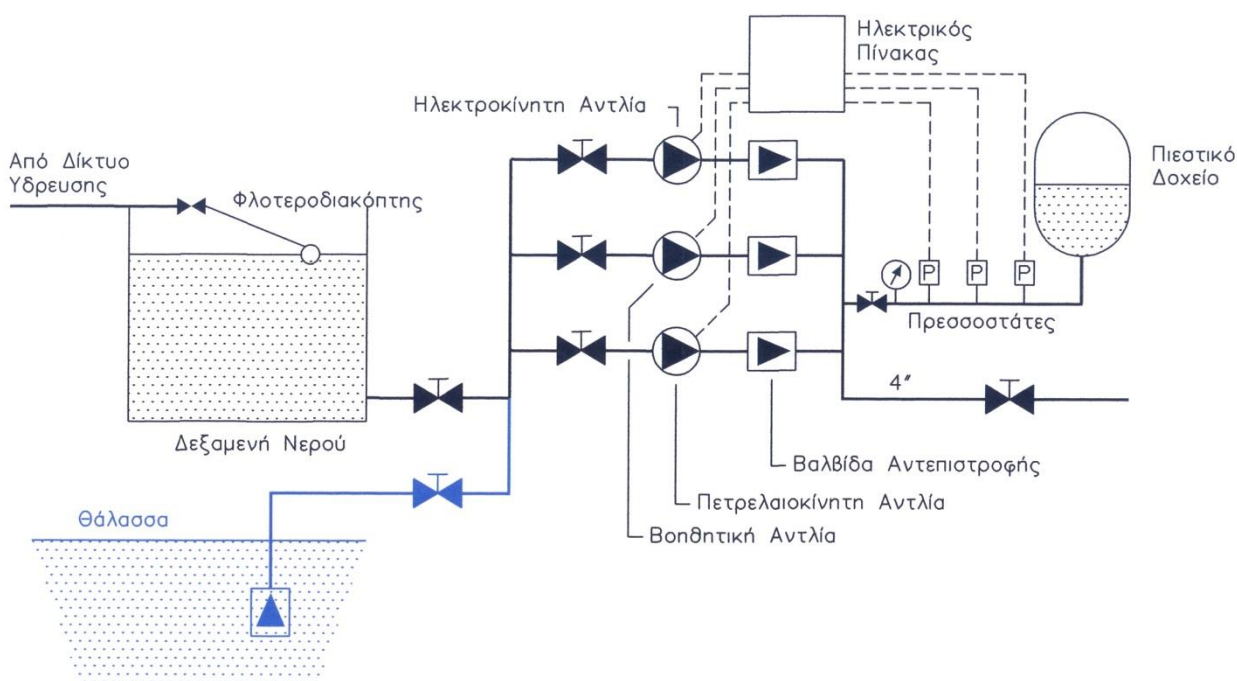 Ηλεκτρικός
Πίνακας
Ηλεκτροκίνητη Αντλία
Από Δίκτυο
Υδρευσης
Φλοτεροδιακόπτης
Πιεστικό
Δοχείο
P P P
Πρεσσοστάτες
4"
Δεξαμενή Νερού
Βαλβίδα Αντεπιστροφής
Πετρελαιοκίνητη Αντλία
Βοηθητική Αντλία
Θάλασσα